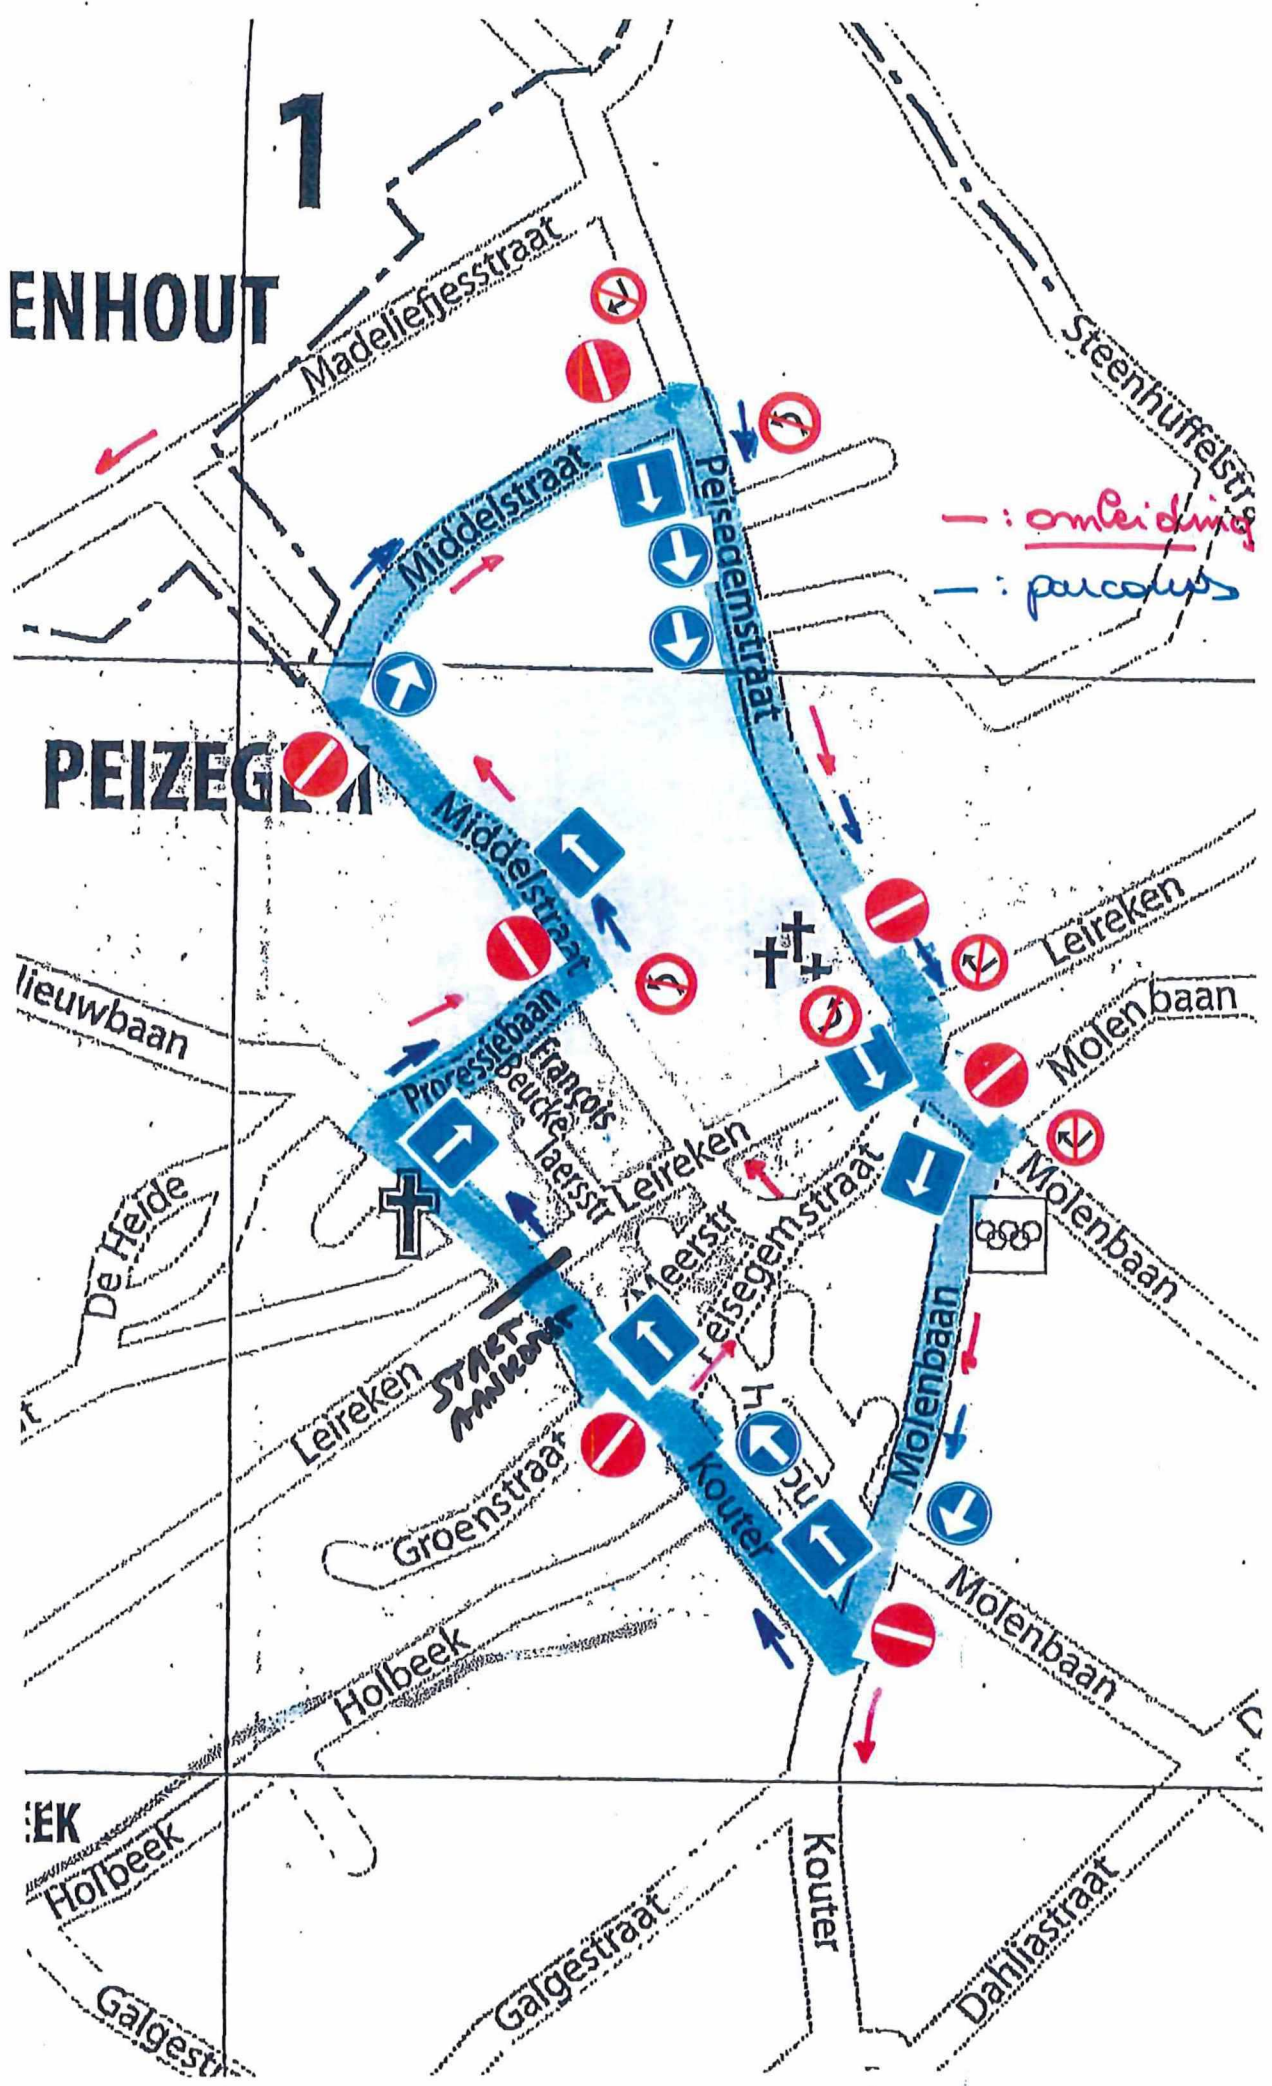 1
ENHOUT
Madeliefjesstraat
Steenhuffelstr
Middelstraat
Peisegemstraat
— : omleiding
— : parcours
PEIZEGEM
Middelstraat
Leireken
Molenbaan
lieuwbaan
Processiebaan
François
Beucke
laersstr
Leireken
Peisegemstraat
Meerstr
Molenbaan
De Heide
START
AANKOMST
Leireken
Molenbaan
Groenstraat
Kouter
Molenbaan
Holbeek
EK
Holbeek
Kouter
Galgestraat
Dahliastraat
Galgestr